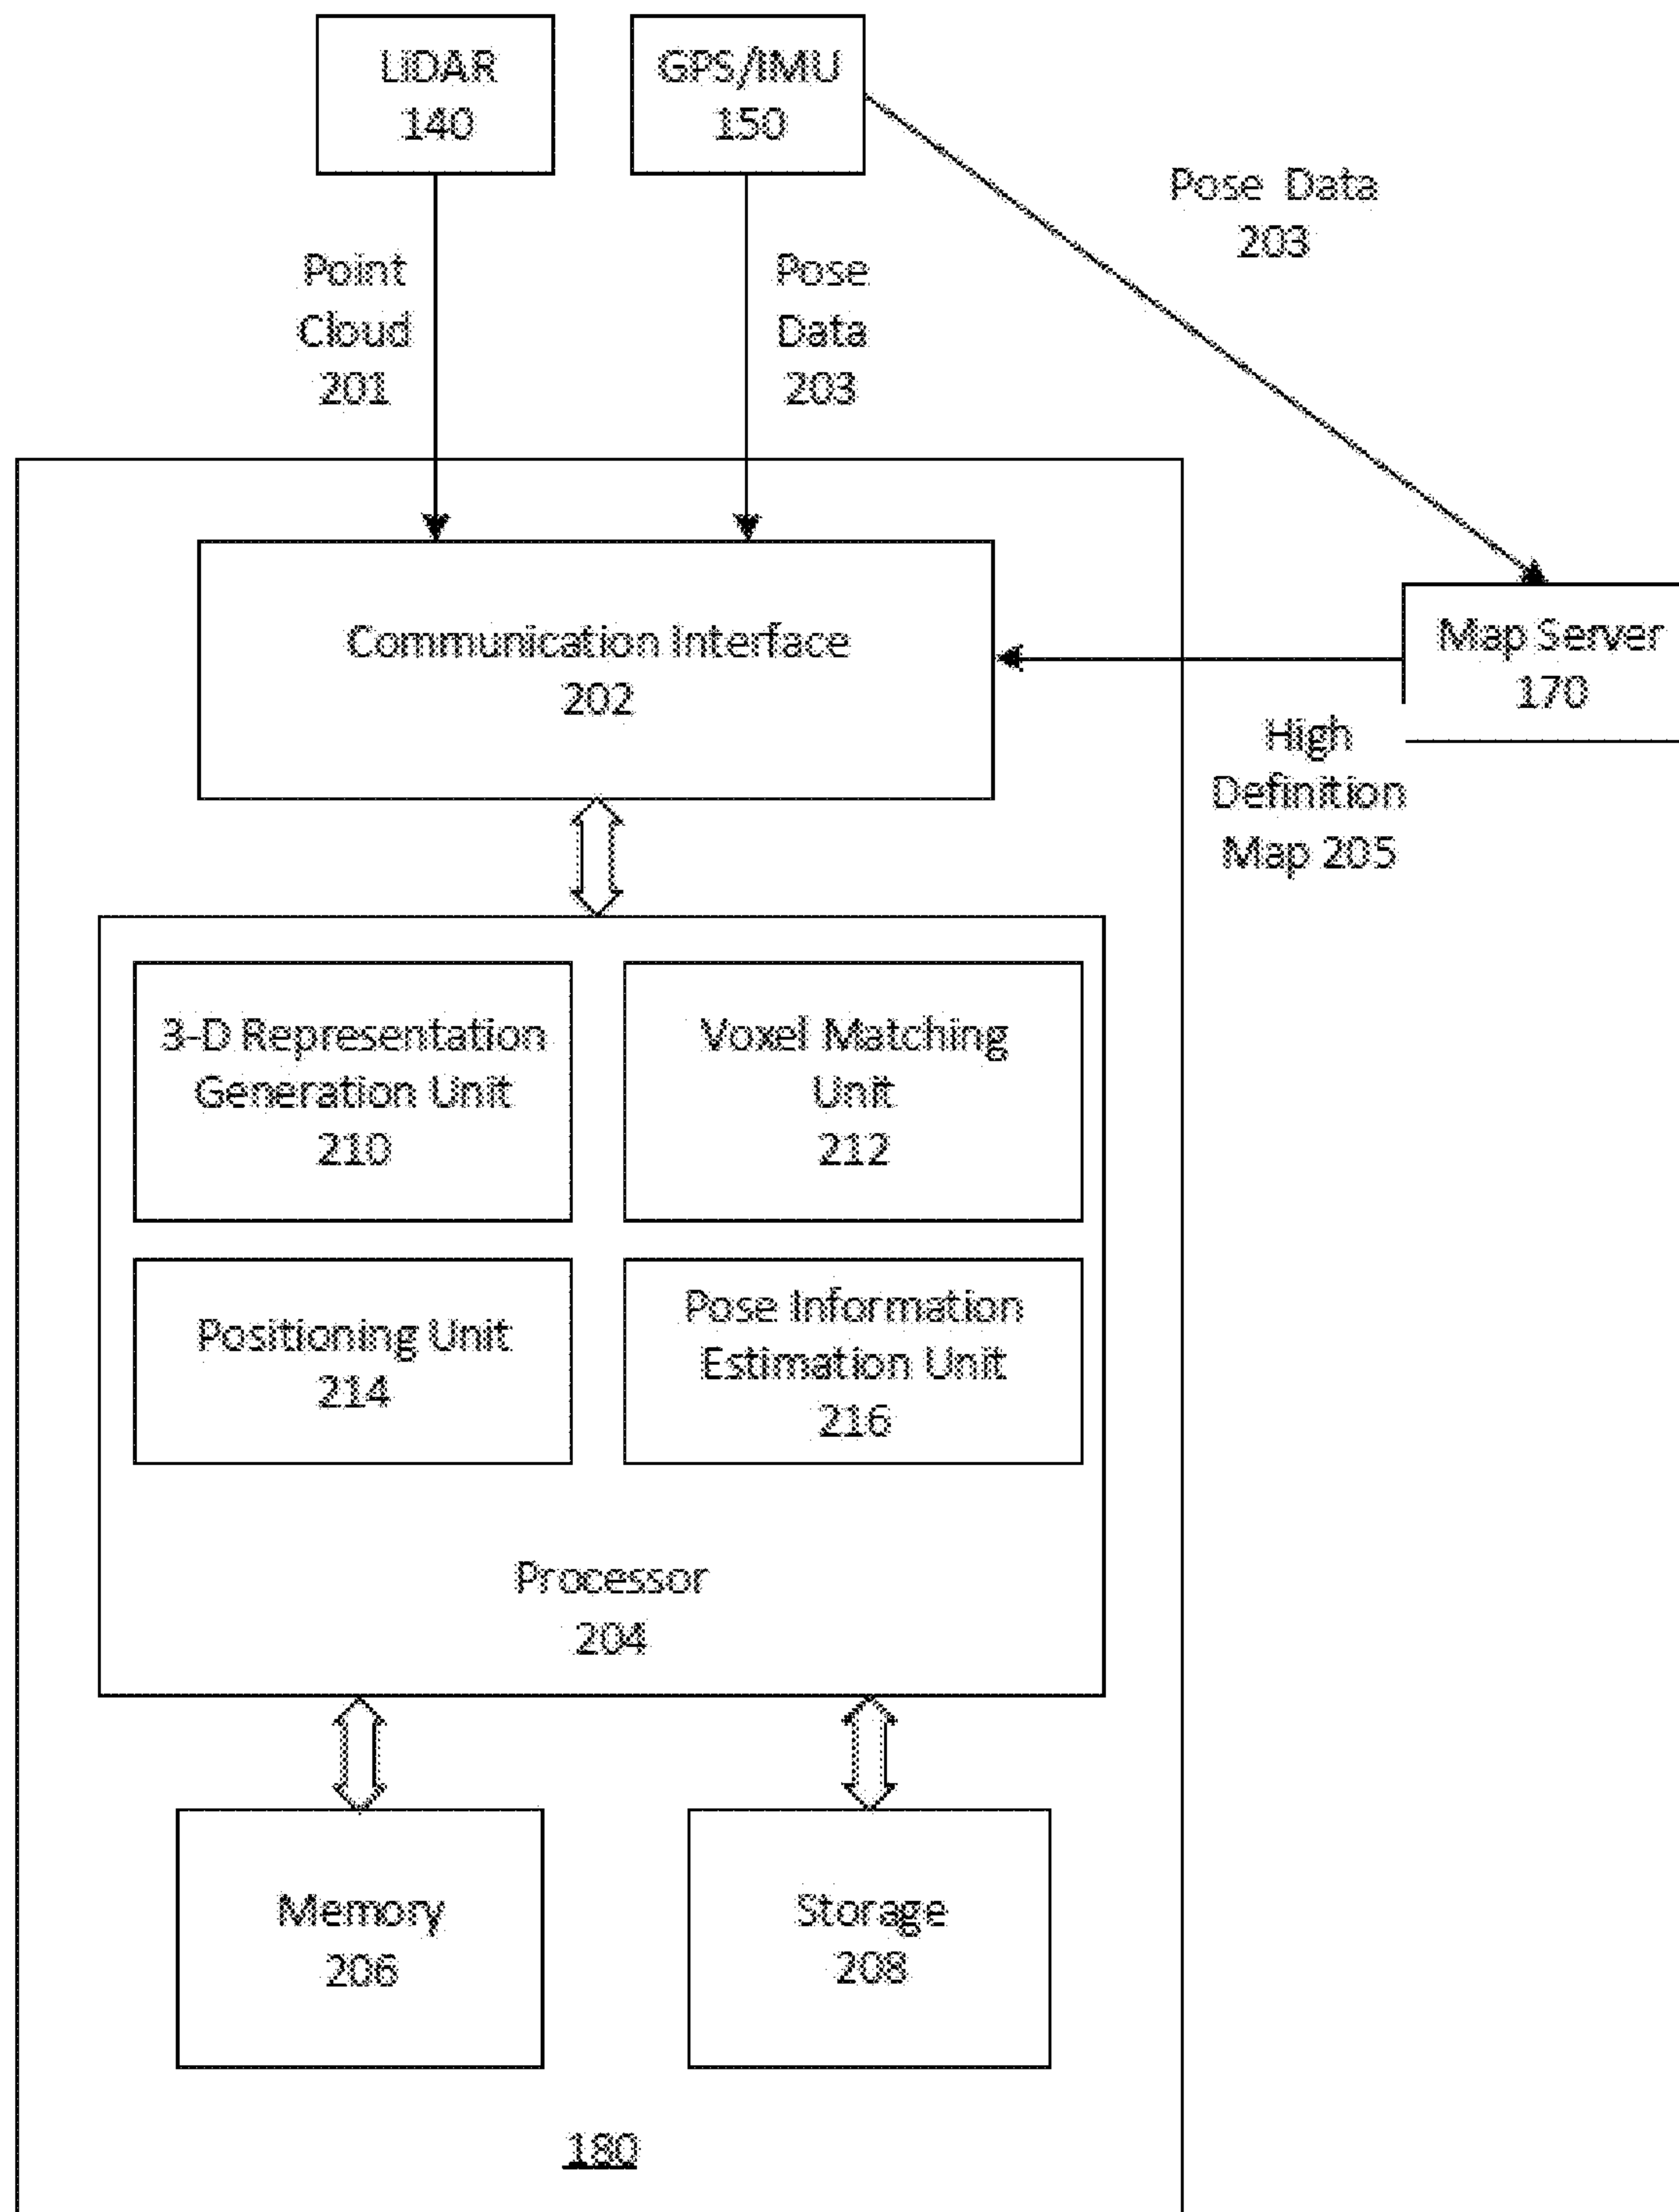 LiDAR
140
GPS/IMU
150
Pose Data
203
Point
Cloud
201
Pose
Data
203
Communication Interface
202
Map Server
170
High
Definition
Map 205
3-D Representation
Generation Unit
210
Voxel Matching
Unit
212
Positioning Unit
214
Pose Information
Estimation Unit
216
Processor
204
Memory
206
Storage
208
180